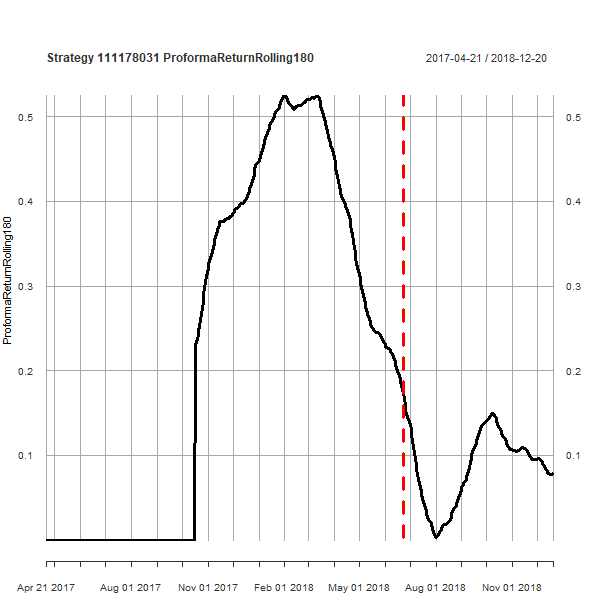 Strategy 111178031 ProformaReturnRolling180
2017-04-21 / 2018-12-20
ProformaReturnRolling180
0.5
0.4
0.3
0.2
0.1
0.5
0.4
0.3
0.2
0.1
Apr 21 2017
Aug 01 2017
Nov 01 2017
Feb 01 2018
May 01 2018
Aug 01 2018
Nov 01 2018